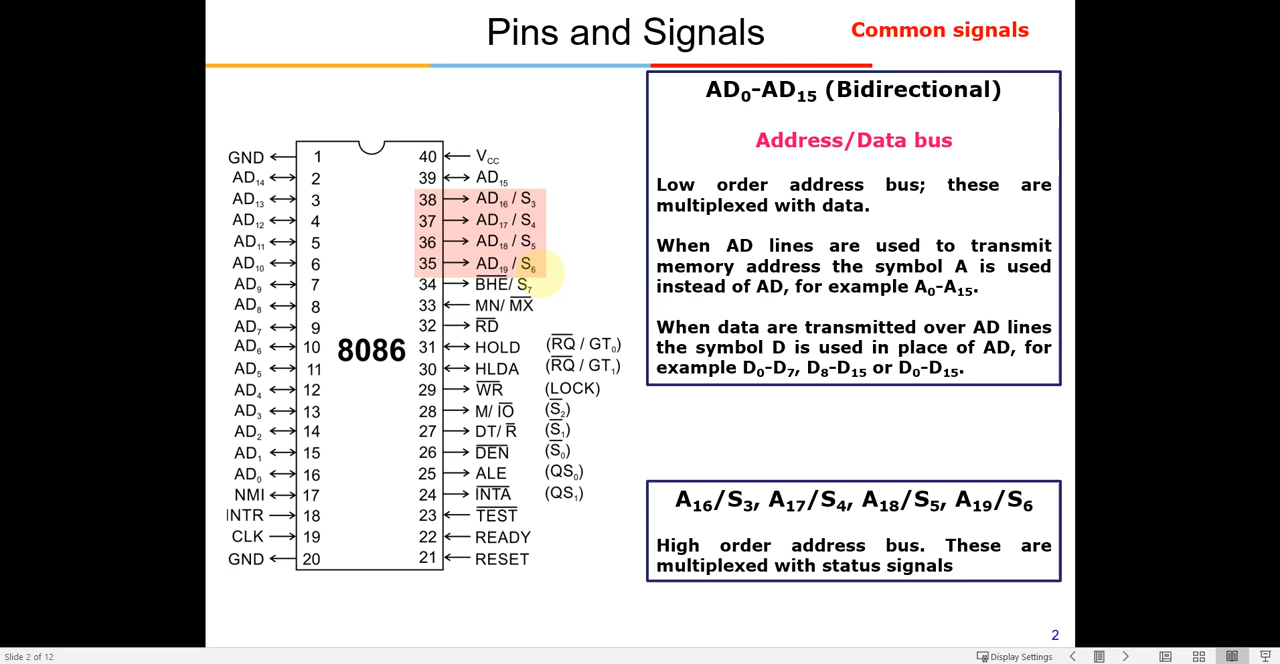 Pins and Signals
Common signals
GND 1 40 VCC
AD14 2 39 AD15
AD13 3 38 AD16 / S3
AD12 4 37 AD17 / S4
AD11 5 36 AD18 / S5
AD10 6 35 AD19 / S6
AD9 7 34 BHE/ S7
AD8 8 33 MN/ MX
AD7 9 32 RD
AD6 10 31 HOLD (RQ / GT0)
AD5 11 30 HLDA (RQ / GT1)
AD4 12 29 WR (LOCK)
AD3 13 28 M/ IO (S2)
AD2 14 27 DT/ R (S1)
AD1 15 26 DEN (S0)
AD0 16 25 ALE (QS0)
NMI 17 24 INTA (QS1)
INTR 18 23 TEST
CLK 19 22 READY
GND 20 21 RESET
8086
AD0-AD15 (Bidirectional)
Address/Data bus
Low order address bus; these are
multiplexed with data.
When AD lines are used to transmit
memory address the symbol A is used
instead of AD, for example A0-A15.
When data are transmitted over AD lines
the symbol D is used in place of AD, for
example D0-D7, D8-D15 or D0-D15.
A16/S3, A17/S4, A18/S5, A19/S6
High order address bus. These are
multiplexed with status signals
2
Slide 2 of 12
Display Settings